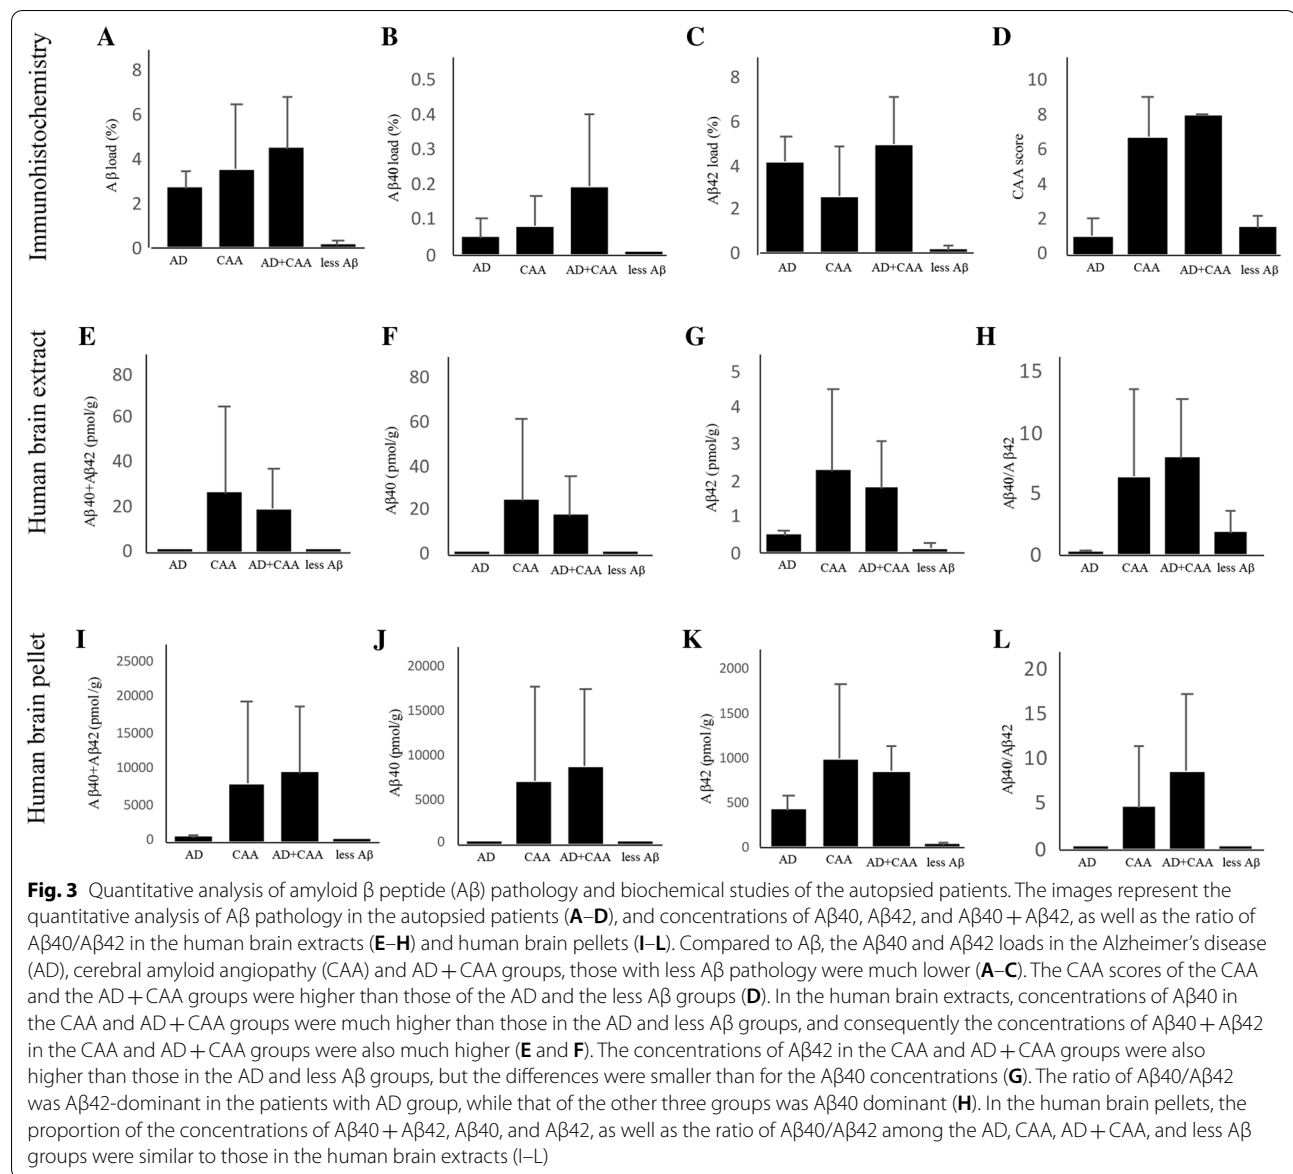 Immunohistochemistry
A
Aβ load (%)
8
6
4
2
0
AD CAA AD+CAA less Aβ
B
Aβ40 load (%)
0.5
0.4
0.3
0.2
0.1
0
AD CAA AD+CAA less Aβ
C
Aβ42 load (%)
8
6
4
2
0
AD CAA AD+CAA less Aβ
D
CAA score
10
8
6
4
2
0
AD CAA AD+CAA less Aβ
Human brain extract
E
Aβ40+Aβ42 (pmol/g)
80
60
40
20
0
AD CAA AD+CAA less Aβ
F
Aβ40 (pmol/g)
80
60
40
20
0
AD CAA AD+CAA less Aβ
G
Aβ42 (pmol/g)
5
4
3
2
1
0
AD CAA AD+CAA less Aβ
H
Aβ40/Aβ42
15
10
5
0
AD CAA AD+CAA less Aβ
Human brain pellet
I
Aβ40+Aβ42 (pmol/g)
25000
20000
15000
10000
5000
0
AD CAA AD+CAA less Aβ
J
Aβ40 (pmol/g)
20000
15000
10000
5000
0
AD CAA AD+CAA less Aβ
K
Aβ42 (pmol/g)
2000
1500
1000
500
0
AD CAA AD+CAA less Aβ
L
Aβ40/Aβ42
20
15
10
5
0
AD CAA AD+CAA less Aβ
Fig. 3 Quantitative analysis of amyloid β peptide (Aβ) pathology and biochemical studies of the autopsied patients. The images represent the
quantitative analysis of Aβ pathology in the autopsied patients (A–D), and concentrations of Aβ40, Aβ42, and Aβ40 + Aβ42, as well as the ratio of
Aβ40/Aβ42 in the human brain extracts (E–H) and human brain pellets (I–L). Compared to Aβ, the Aβ40 and Aβ42 loads in the Alzheimer's disease
(AD), cerebral amyloid angiopathy (CAA) and AD + CAA groups, those with less Aβ pathology were much lower (A–C). The CAA scores of the CAA
and the AD + CAA groups were higher than those of the AD and the less Aβ groups (D). In the human brain extracts, concentrations of Aβ40 in
the CAA and AD + CAA groups were much higher than those in the AD and less Aβ groups, and consequently the concentrations of Aβ40 + Aβ42
in the CAA and AD + CAA groups were also much higher (E and F). The concentrations of Aβ42 in the CAA and AD + CAA groups were also
higher than those in the AD and less Aβ groups, but the differences were smaller than for the Aβ40 concentrations (G). The ratio of Aβ40/Aβ42
was Aβ42-dominant in the patients with AD group, while that of the other three groups was Aβ40 dominant (H). In the human brain pellets, the
proportion of the concentrations of Aβ40 + Aβ42, Aβ40, and Aβ42, as well as the ratio of Aβ40/Aβ42 among the AD, CAA, AD + CAA, and less Aβ
groups were similar to those in the human brain extracts (I–L)